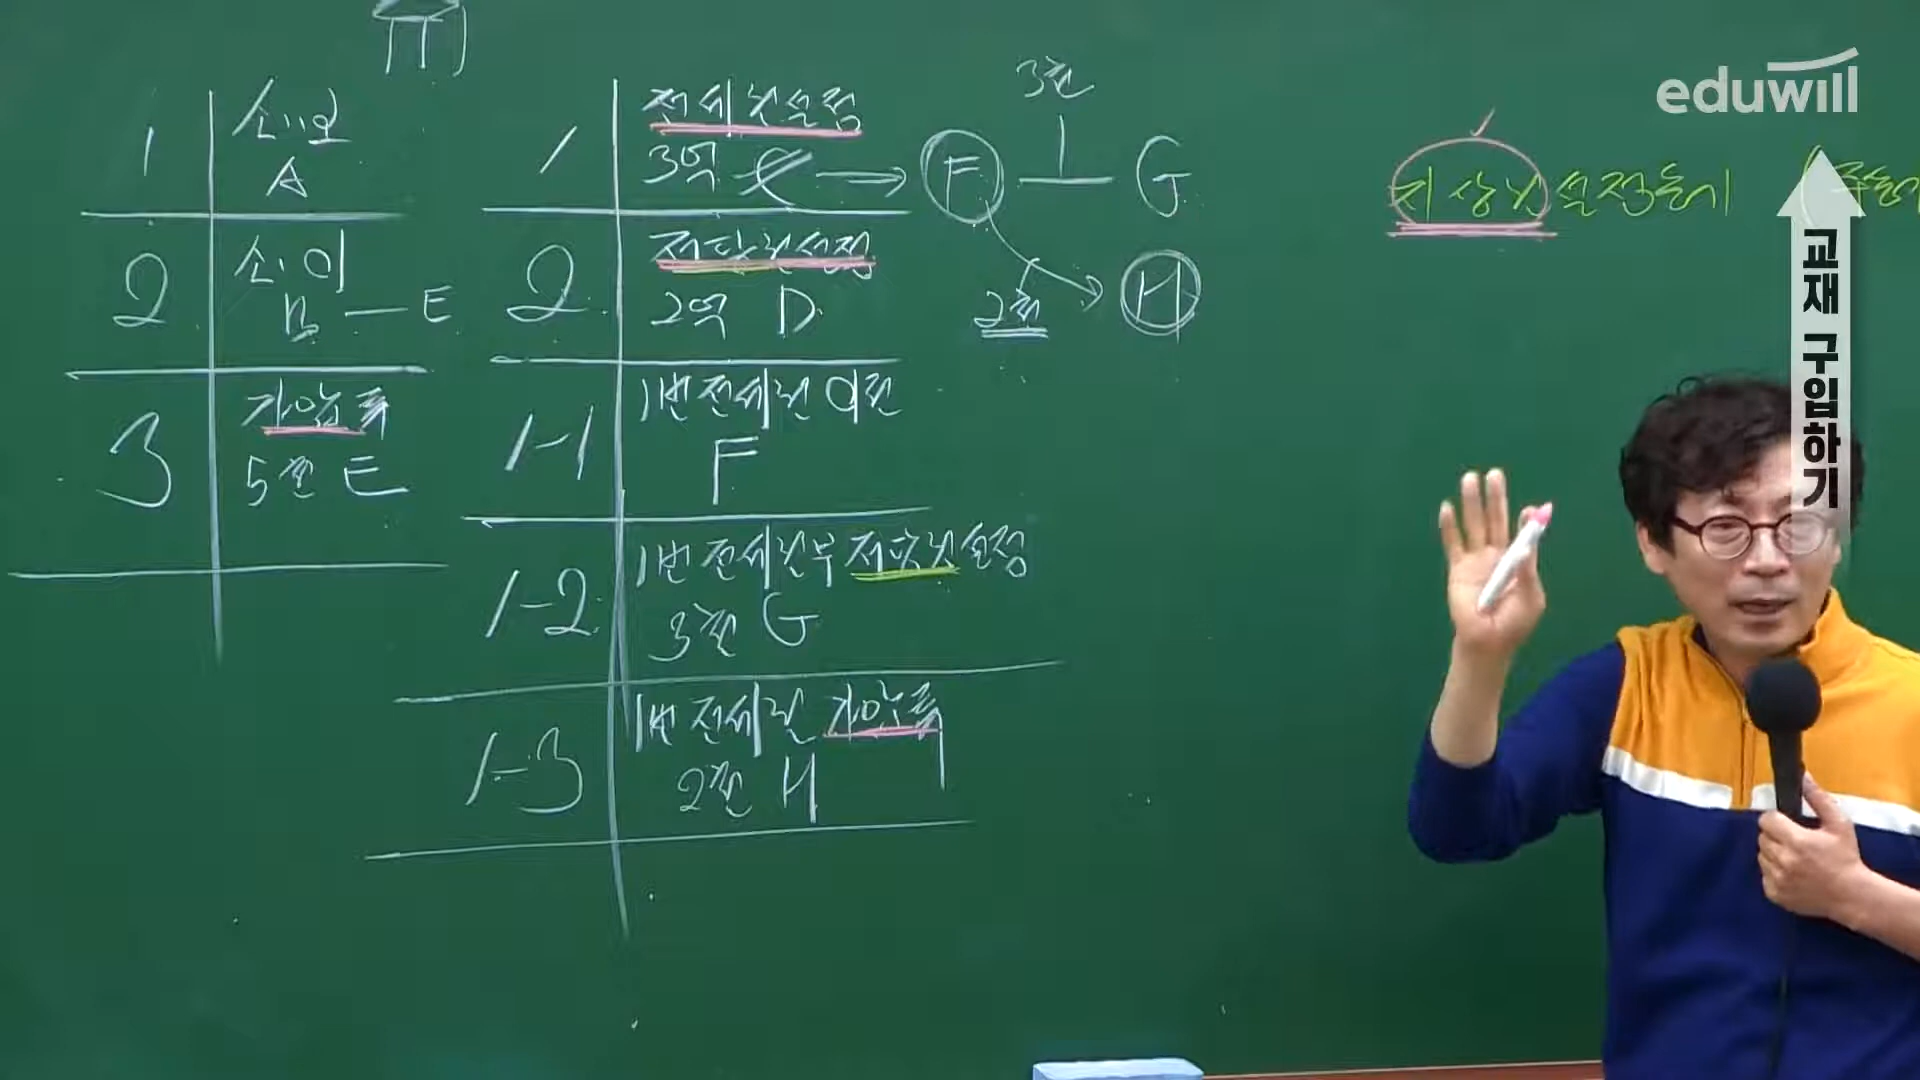 eduwill
교재 구입하기
1
소보
A
2
소이
B — E
3
가압류
5천 E
1
전세권설정
3억 C → F — G
3천
2
저당권설정
2억 D
2천
H
1-1
1번 전세권 이전
F
1-2
1번 전세권부 저당권설정
3천 G
1-3
1번 전세권 가압류
2천 H
지상권설정등기